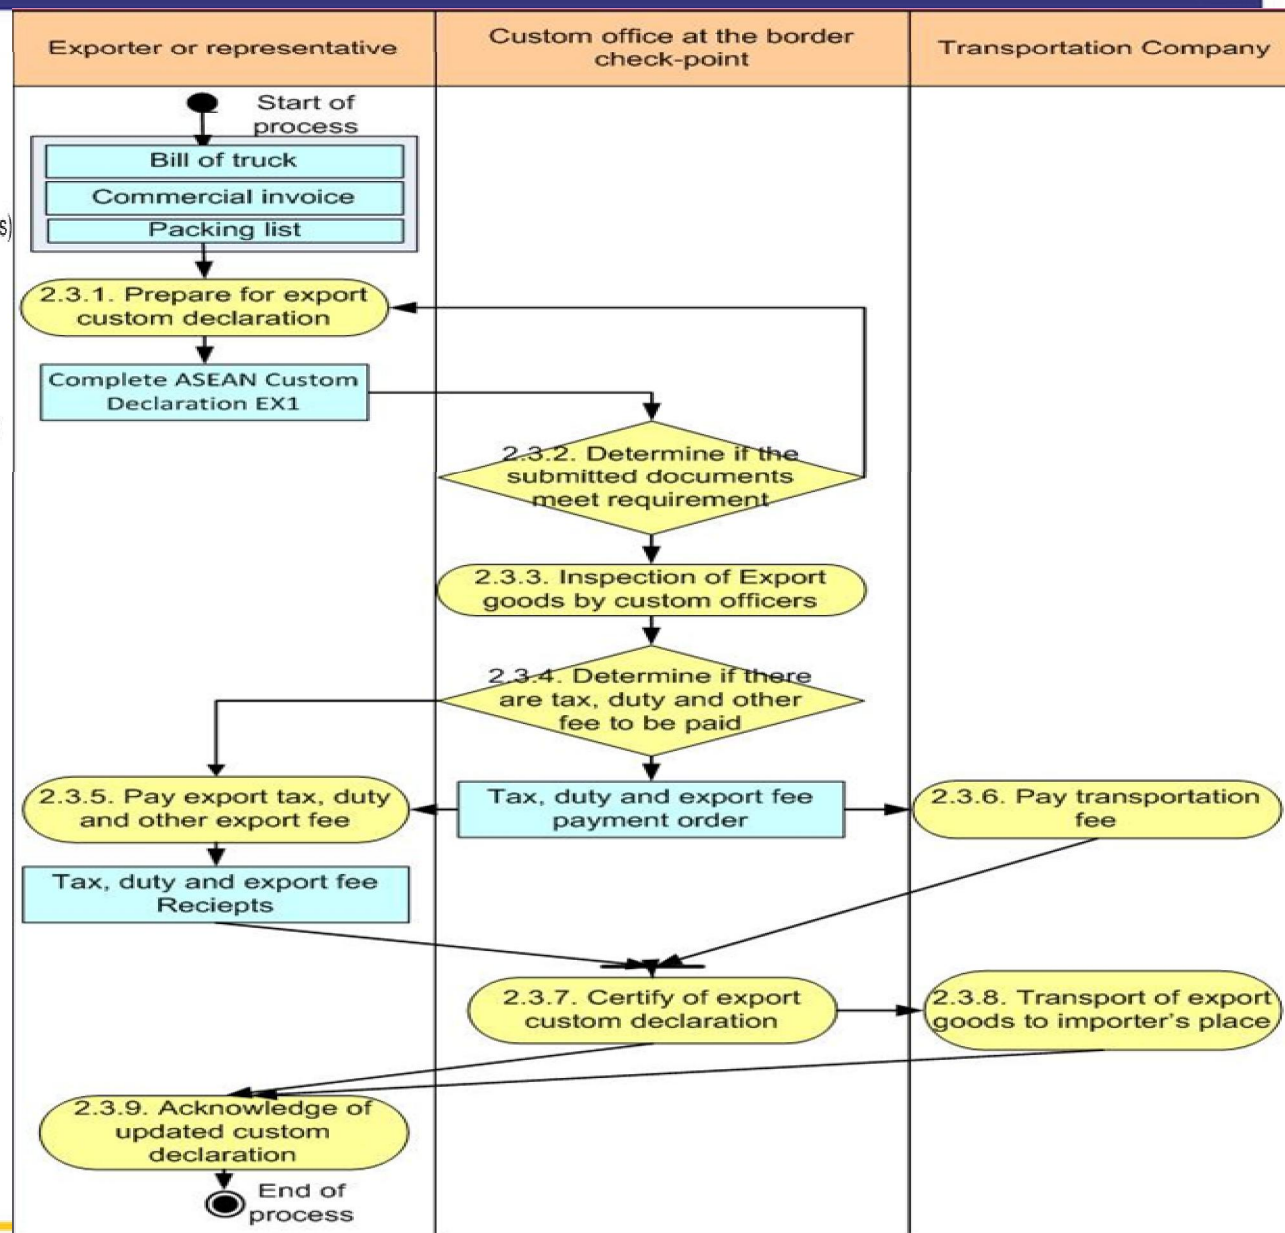 Exporter or representative
Custom office at the border
check-point
Transportation Company
Start of
process
Bill of truck
Commercial invoice
Packing list
s)
2.3.1. Prepare for export
custom declaration
Complete ASEAN Custom
Declaration EX1
2.3.2. Determine if the
submitted documents
meet requirement
2.3.3. Inspection of Export
goods by custom officers
2.3.4. Determine if there
are tax, duty and other
fee to be paid
2.3.5. Pay export tax, duty
and other export fee
Tax, duty and export fee
payment order
2.3.6. Pay transportation
fee
Tax, duty and export fee
Reciepts
2.3.7. Certify of export
custom declaration
2.3.8. Transport of export
goods to importer's place
2.3.9. Acknowledge of
updated custom
declaration
End of
process